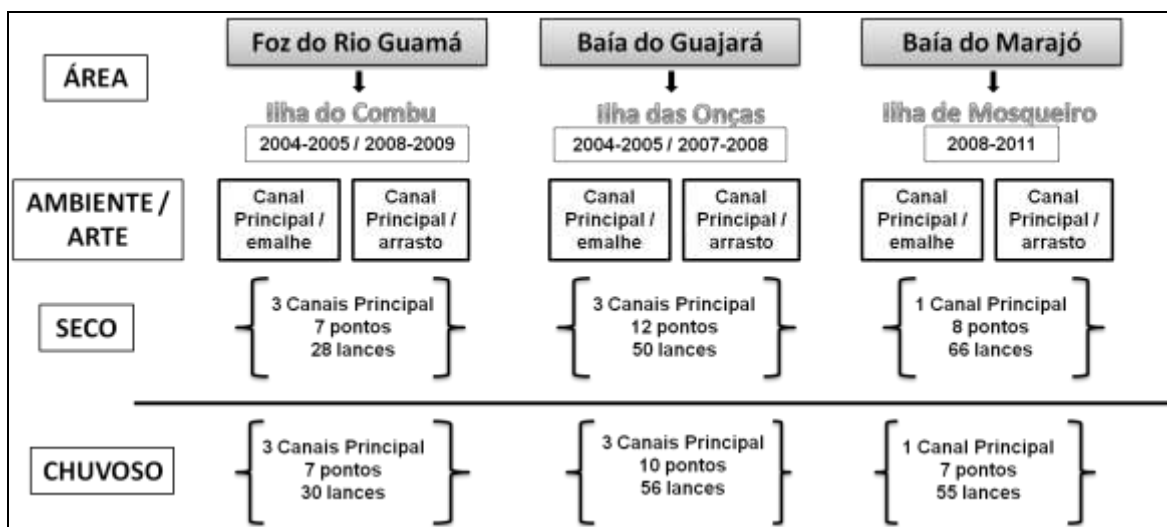 ÁREA
Foz do Rio Guamá
Baía do Guajará
Baía do Marajó
Ilha do Combu
Ilha das Onças
Ilha de Mosqueiro
2004-2005 / 2008-2009
2004-2005 / 2007-2008
2008-2011
AMBIENTE /
ARTE
Canal
Principal /
emalhe
Canal
Principal /
arrasto
Canal
Principal /
emalhe
Canal
Principal /
arrasto
Canal
Principal /
emalhe
Canal
Principal /
arrasto
SECO
3 Canais Principal
7 pontos
28 lances
3 Canais Principal
12 pontos
50 lances
1 Canal Principal
8 pontos
66 lances
CHUVOSO
3 Canais Principal
7 pontos
30 lances
3 Canais Principal
10 pontos
56 lances
1 Canal Principal
7 pontos
55 lances